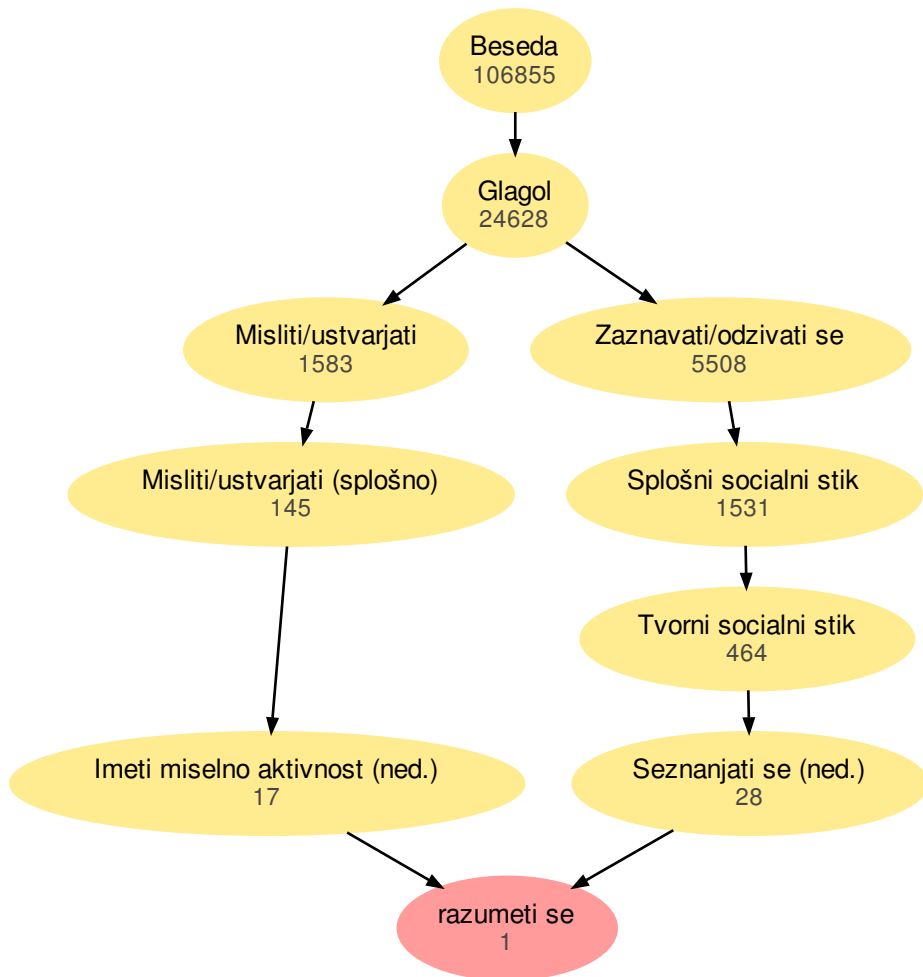 Beseda
106855
Glagol
24628
Misliti/ustvarjati
1583
Zaznavati/odzivati se
5508
Misliti/ustvarjati (splošno)
145
Splošni socialni stik
1531
Tvorni socialni stik
464
Imeti miselno aktivnost (ned.)
17
Seznanjati se (ned.)
28
razumeti se
1